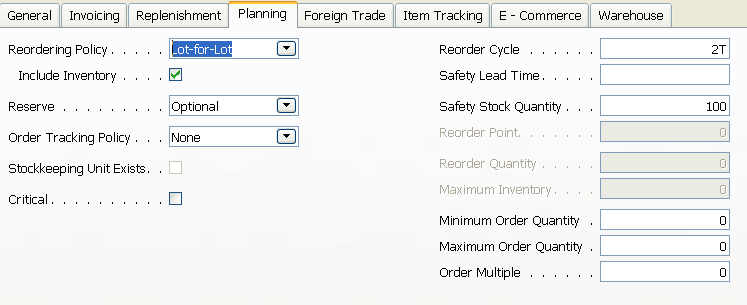 General Invoicing Replenishment Planning Foreign Trade Item Tracking E - Commerce Warehouse
Reordering Policy . . . . . Lot-for-Lot
Include Inventory . . . .
Reserve . . . . . . . . . Optional
Order Tracking Policy . . . None
Stockkeeping Unit Exists. .
Critical . . . . . . . . . .
Reorder Cycle . . . . . . 2T
Safety Lead Time. . . . .
Safety Stock Quantity . . . 100
Reorder Point. . . . . . . 0
Reorder Quantity . . . . . 0
Maximum Inventory . . . . 0
Minimum Order Quantity . 0
Maximum Order Quantity . 0
Order Multiple . . . . . . 0